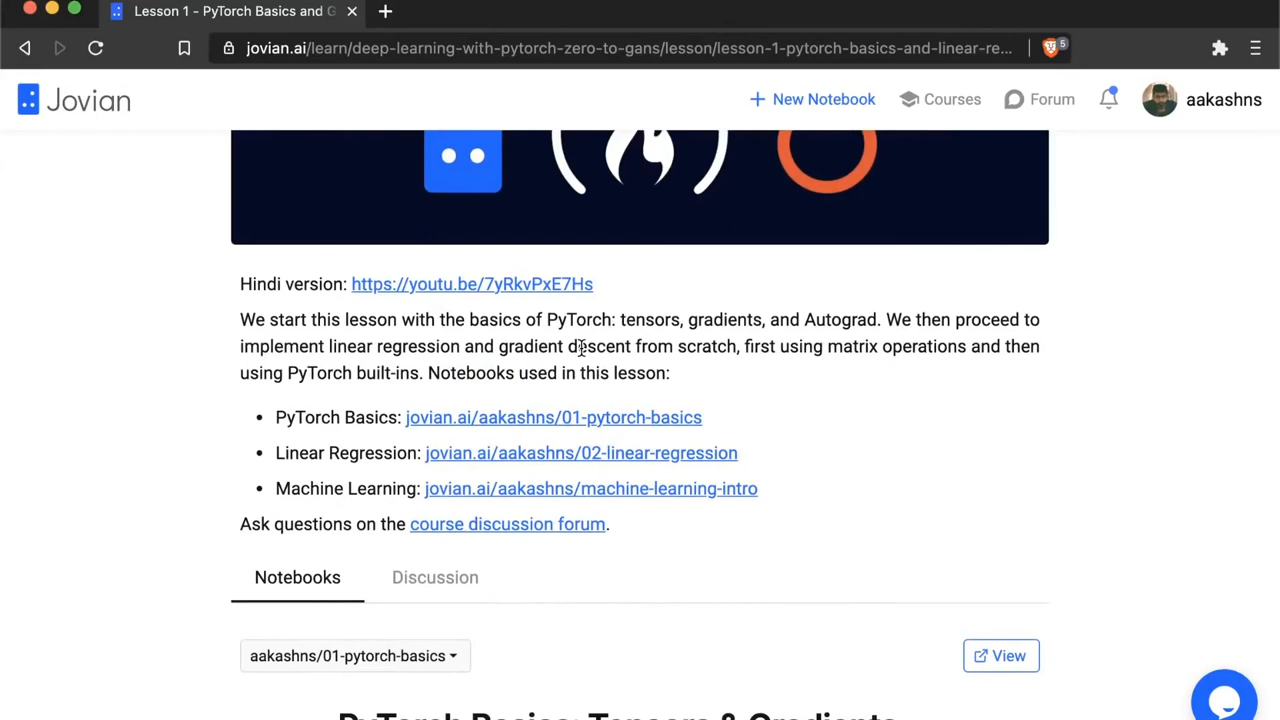 Lesson 1 - PyTorch Basics and G
jovian.ai/learn/deep-learning-with-pytorch-zero-to-gans/lesson/lesson-1-pytorch-basics-and-linear-re...
5
Jovian
+ New Notebook
Courses
Forum
aakashns
Hindi version: https://youtu.be/7yRkvPxE7Hs
We start this lesson with the basics of PyTorch: tensors, gradients, and Autograd. We then proceed to
implement linear regression and gradient descent from scratch, first using matrix operations and then
using PyTorch built-ins. Notebooks used in this lesson:
• PyTorch Basics: jovian.ai/aakashns/01-pytorch-basics
• Linear Regression: jovian.ai/aakashns/02-linear-regression
• Machine Learning: jovian.ai/aakashns/machine-learning-intro
Ask questions on the course discussion forum.
Notebooks
Discussion
aakashns/01-pytorch-basics
View
PyTorch Basics: Tensors & Gradients